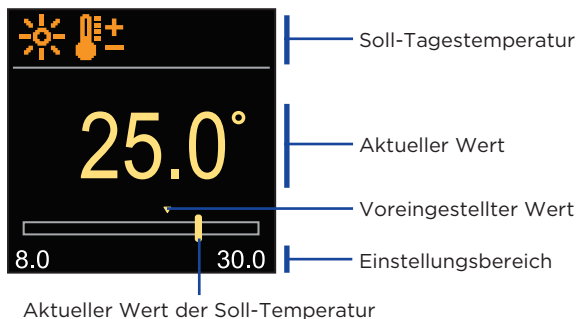 Soll-Tagestemperatur
25.0°
Aktueller Wert
Voreingestellter Wert
8.0 30.0
Einstellungsbereich
Aktueller Wert der Soll-Temperatur